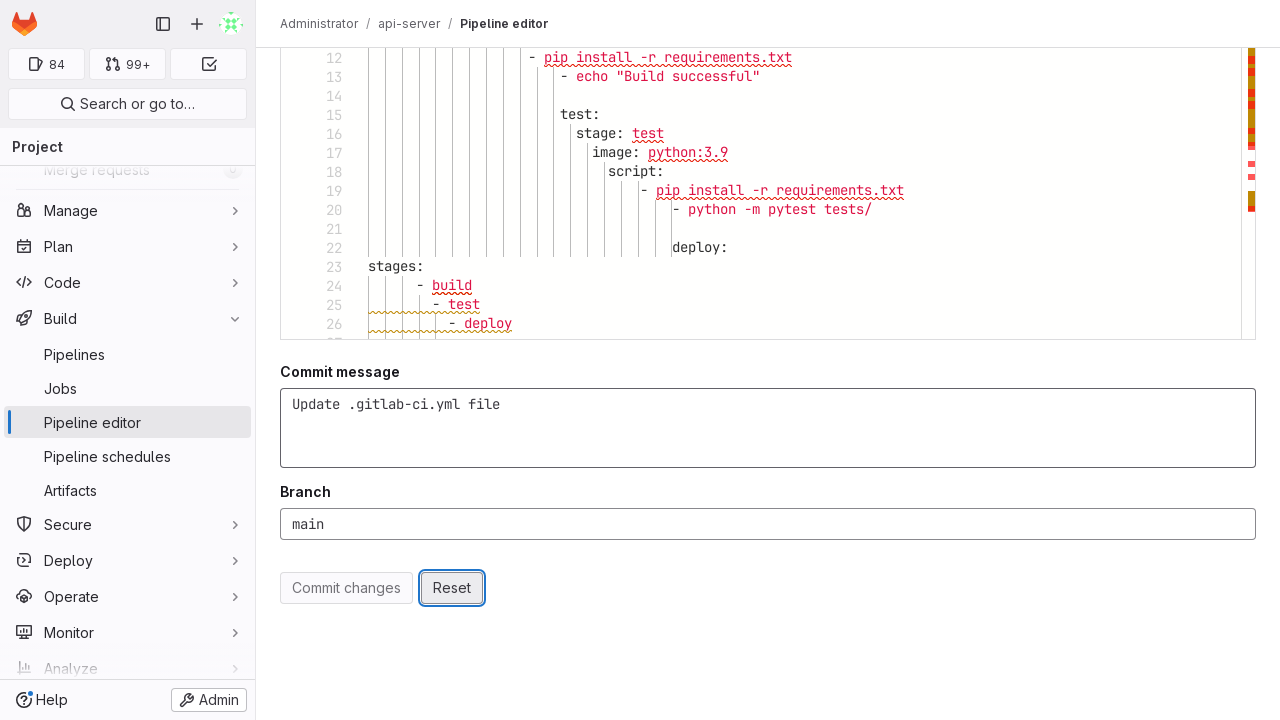 Administrator / api-server / Pipeline editor
84
99+
Search or go to…
Project
Merge requests
Manage
Plan
Code
Build
Pipelines
Jobs
Pipeline editor
Pipeline schedules
Artifacts
Secure
Deploy
Operate
Monitor
Analyze
Help
Admin
12 - pip install -r requirements.txt
13 - echo "Build successful"
14
15 test:
16 stage: test
17 image: python:3.9
18 script:
19 - pip install -r requirements.txt
20 - python -m pytest tests/
21
22 deploy:
23 stages:
24 - build
25 - test
26 - deploy
Commit message
Update .gitlab-ci.yml file
Branch
main
Commit changes
Reset